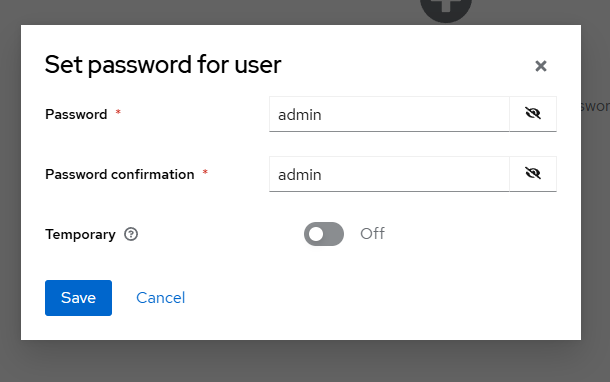 Set password for user
Password *
admin
Password confirmation *
admin
Temporary
Off
Save
Cancel